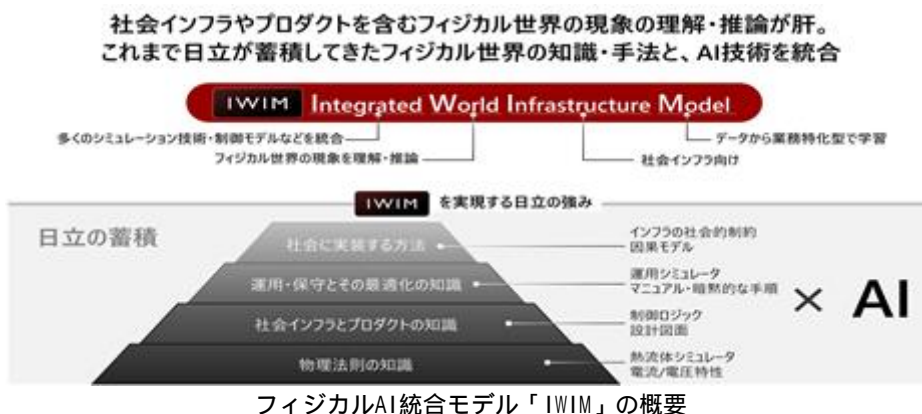 社会インフラやプロダクトを含むフィジカル世界の現象の理解・推論が肝。
これまで日立が蓄積してきたフィジカル世界の知識・手法と、AI技術を統合
IWIM Integrated World Infrastructure Model
多くのシミュレーション技術・制御モデルなどを統合
データから業務特化型で学習
フィジカル世界の現象を理解・推論
社会インフラ向け
IWIM を実現する日立の強み
日立の蓄積
社会に実装する方法
インフラの社会的制約
因果モデル
運用・保守とその最適化の知識
運用シミュレータ
マニュアル・暗黙的な手順
社会インフラとプロダクトの知識
制御ロジック
設計図面
物理法則の知識
熱流体シミュレータ
電流/電圧特性
× AI
フィジカルAI統合モデル「IWIM」の概要